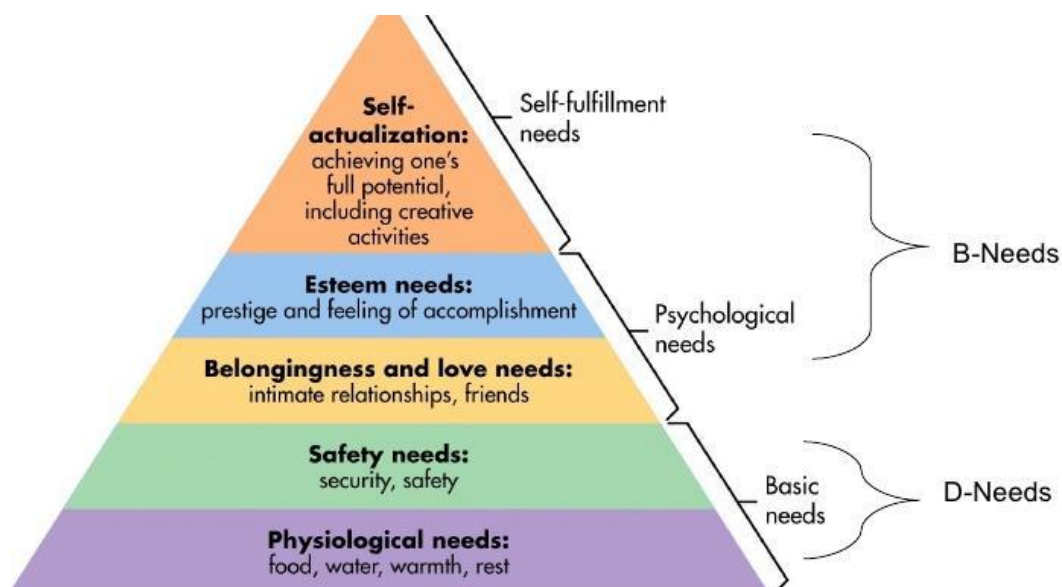 Self-
actualization:
achieving one's
full potential,
including creative
activities
Esteem needs:
prestige and feeling of accomplishment
Belongingness and love needs:
intimate relationships, friends
Safety needs:
security, safety
Physiological needs:
food, water, warmth, rest
Self-fulfillment
needs
Psychological
needs
Basic
needs
B-Needs
D-Needs